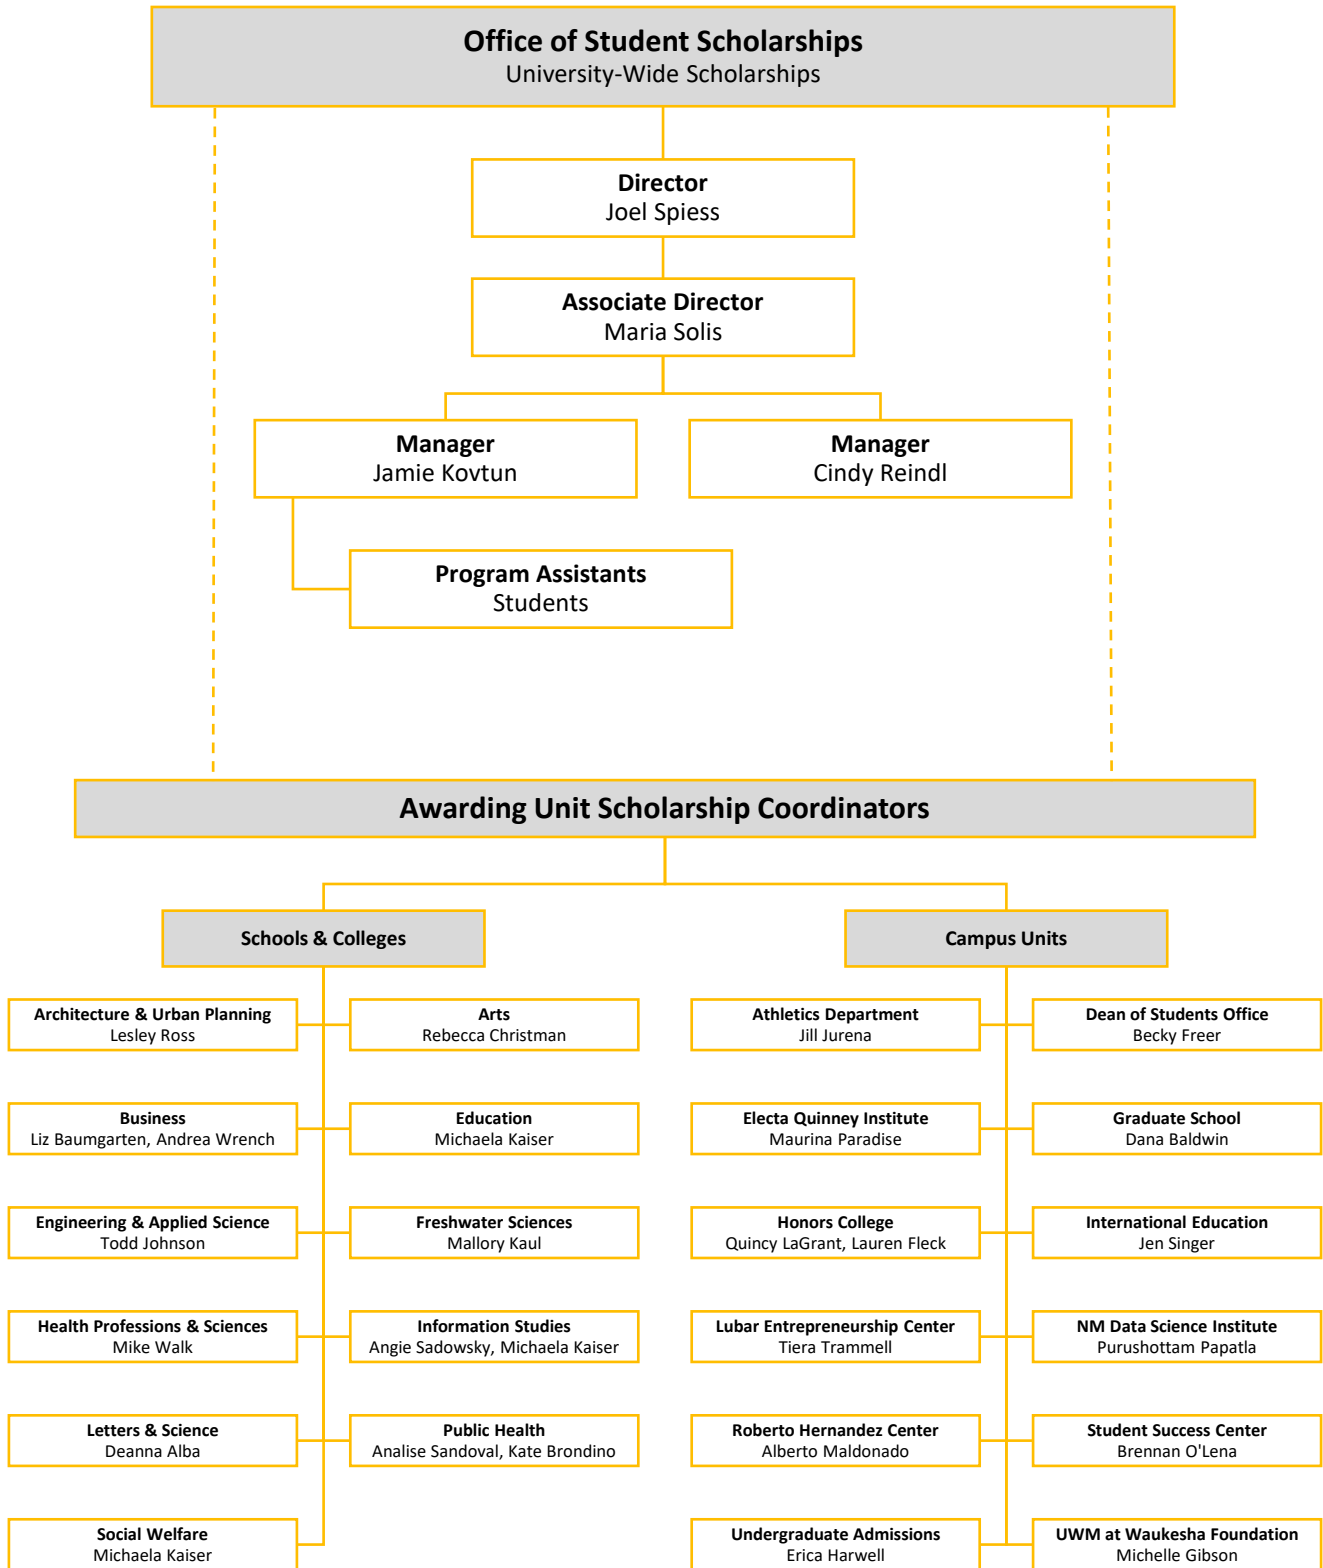 Office of Student Scholarships
University-Wide Scholarships
Director
Joel Spiess
Associate Director
Maria Solis
Manager
Jamie Kovtun
Manager
Cindy Reindl
Program Assistants
Students
Awarding Unit Scholarship Coordinators
Schools & Colleges
Architecture & Urban Planning
Lesley Ross
Arts
Rebecca Christman
Business
Liz Baumgarten, Andrea Wrench
Education
Michaela Kaiser
Engineering & Applied Science
Todd Johnson
Freshwater Sciences
Mallory Kaul
Health Professions & Sciences
Mike Walk
Information Studies
Angie Sadowsky, Michaela Kaiser
Letters & Science
Deanna Alba
Public Health
Analise Sandoval, Kate Brondino
Social Welfare
Michaela Kaiser
Campus Units
Athletics Department
Jill Jurena
Dean of Students Office
Becky Freer
Electa Quinney Institute
Maurina Paradise
Graduate School
Dana Baldwin
Honors College
Quincy LaGrant, Lauren Fleck
International Education
Jen Singer
Lubar Entrepreneurship Center
Tiera Trammell
NM Data Science Institute
Purushottam Papatla
Roberto Hernandez Center
Alberto Maldonado
Student Success Center
Brennan O'Lena
Undergraduate Admissions
Erica Harwell
UWM at Waukesha Foundation
Michelle Gibson